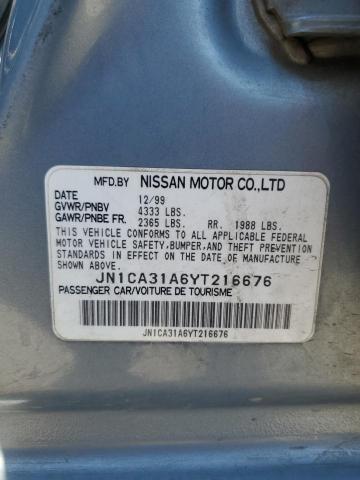 MFD.BY NISSAN MOTOR CO.,LTD
DATE 12/99
GVWR/PNBV 4333 LBS.
GAWR/PNBE FR. 2365 LBS. RR. 1988 LBS.
THIS VEHICLE CONFORMS TO ALL APPLICABLE FEDERAL
MOTOR VEHICLE SAFETY,BUMPER,AND THEFT PREVENTION
STANDARDS IN EFFECT ON THE DATE OF MANUFACTURE
SHOWN ABOVE.
JN1CA31A6YT216676
PASSENGER CAR/VOITURE DE TOURISME
JN1CA31A6YT216676